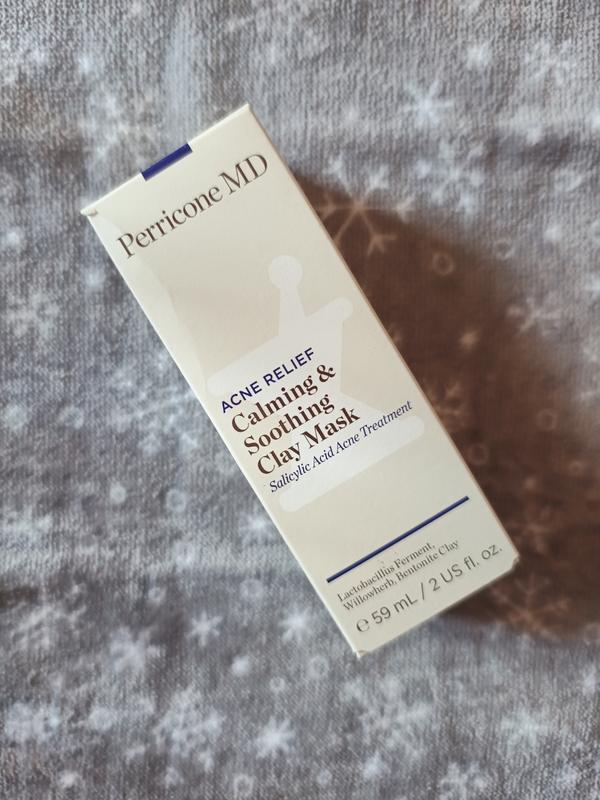 Perricone MD
ACNE RELIEF
Calming &
Soothing
Clay Mask
Salicylic Acid Acne Treatment
Lactobacillus Ferment,
Willowherb, Bentonite Clay
℮ 59 mL / 2 US fl. oz.